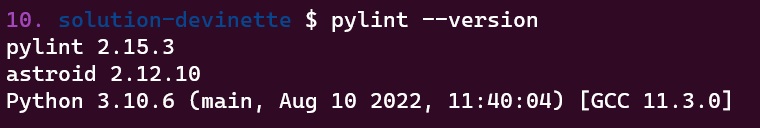 10. solution-devinette $ pylint --version
pylint 2.15.3
astroid 2.12.10
Python 3.10.6 (main, Aug 10 2022, 11:40:04) [GCC 11.3.0]